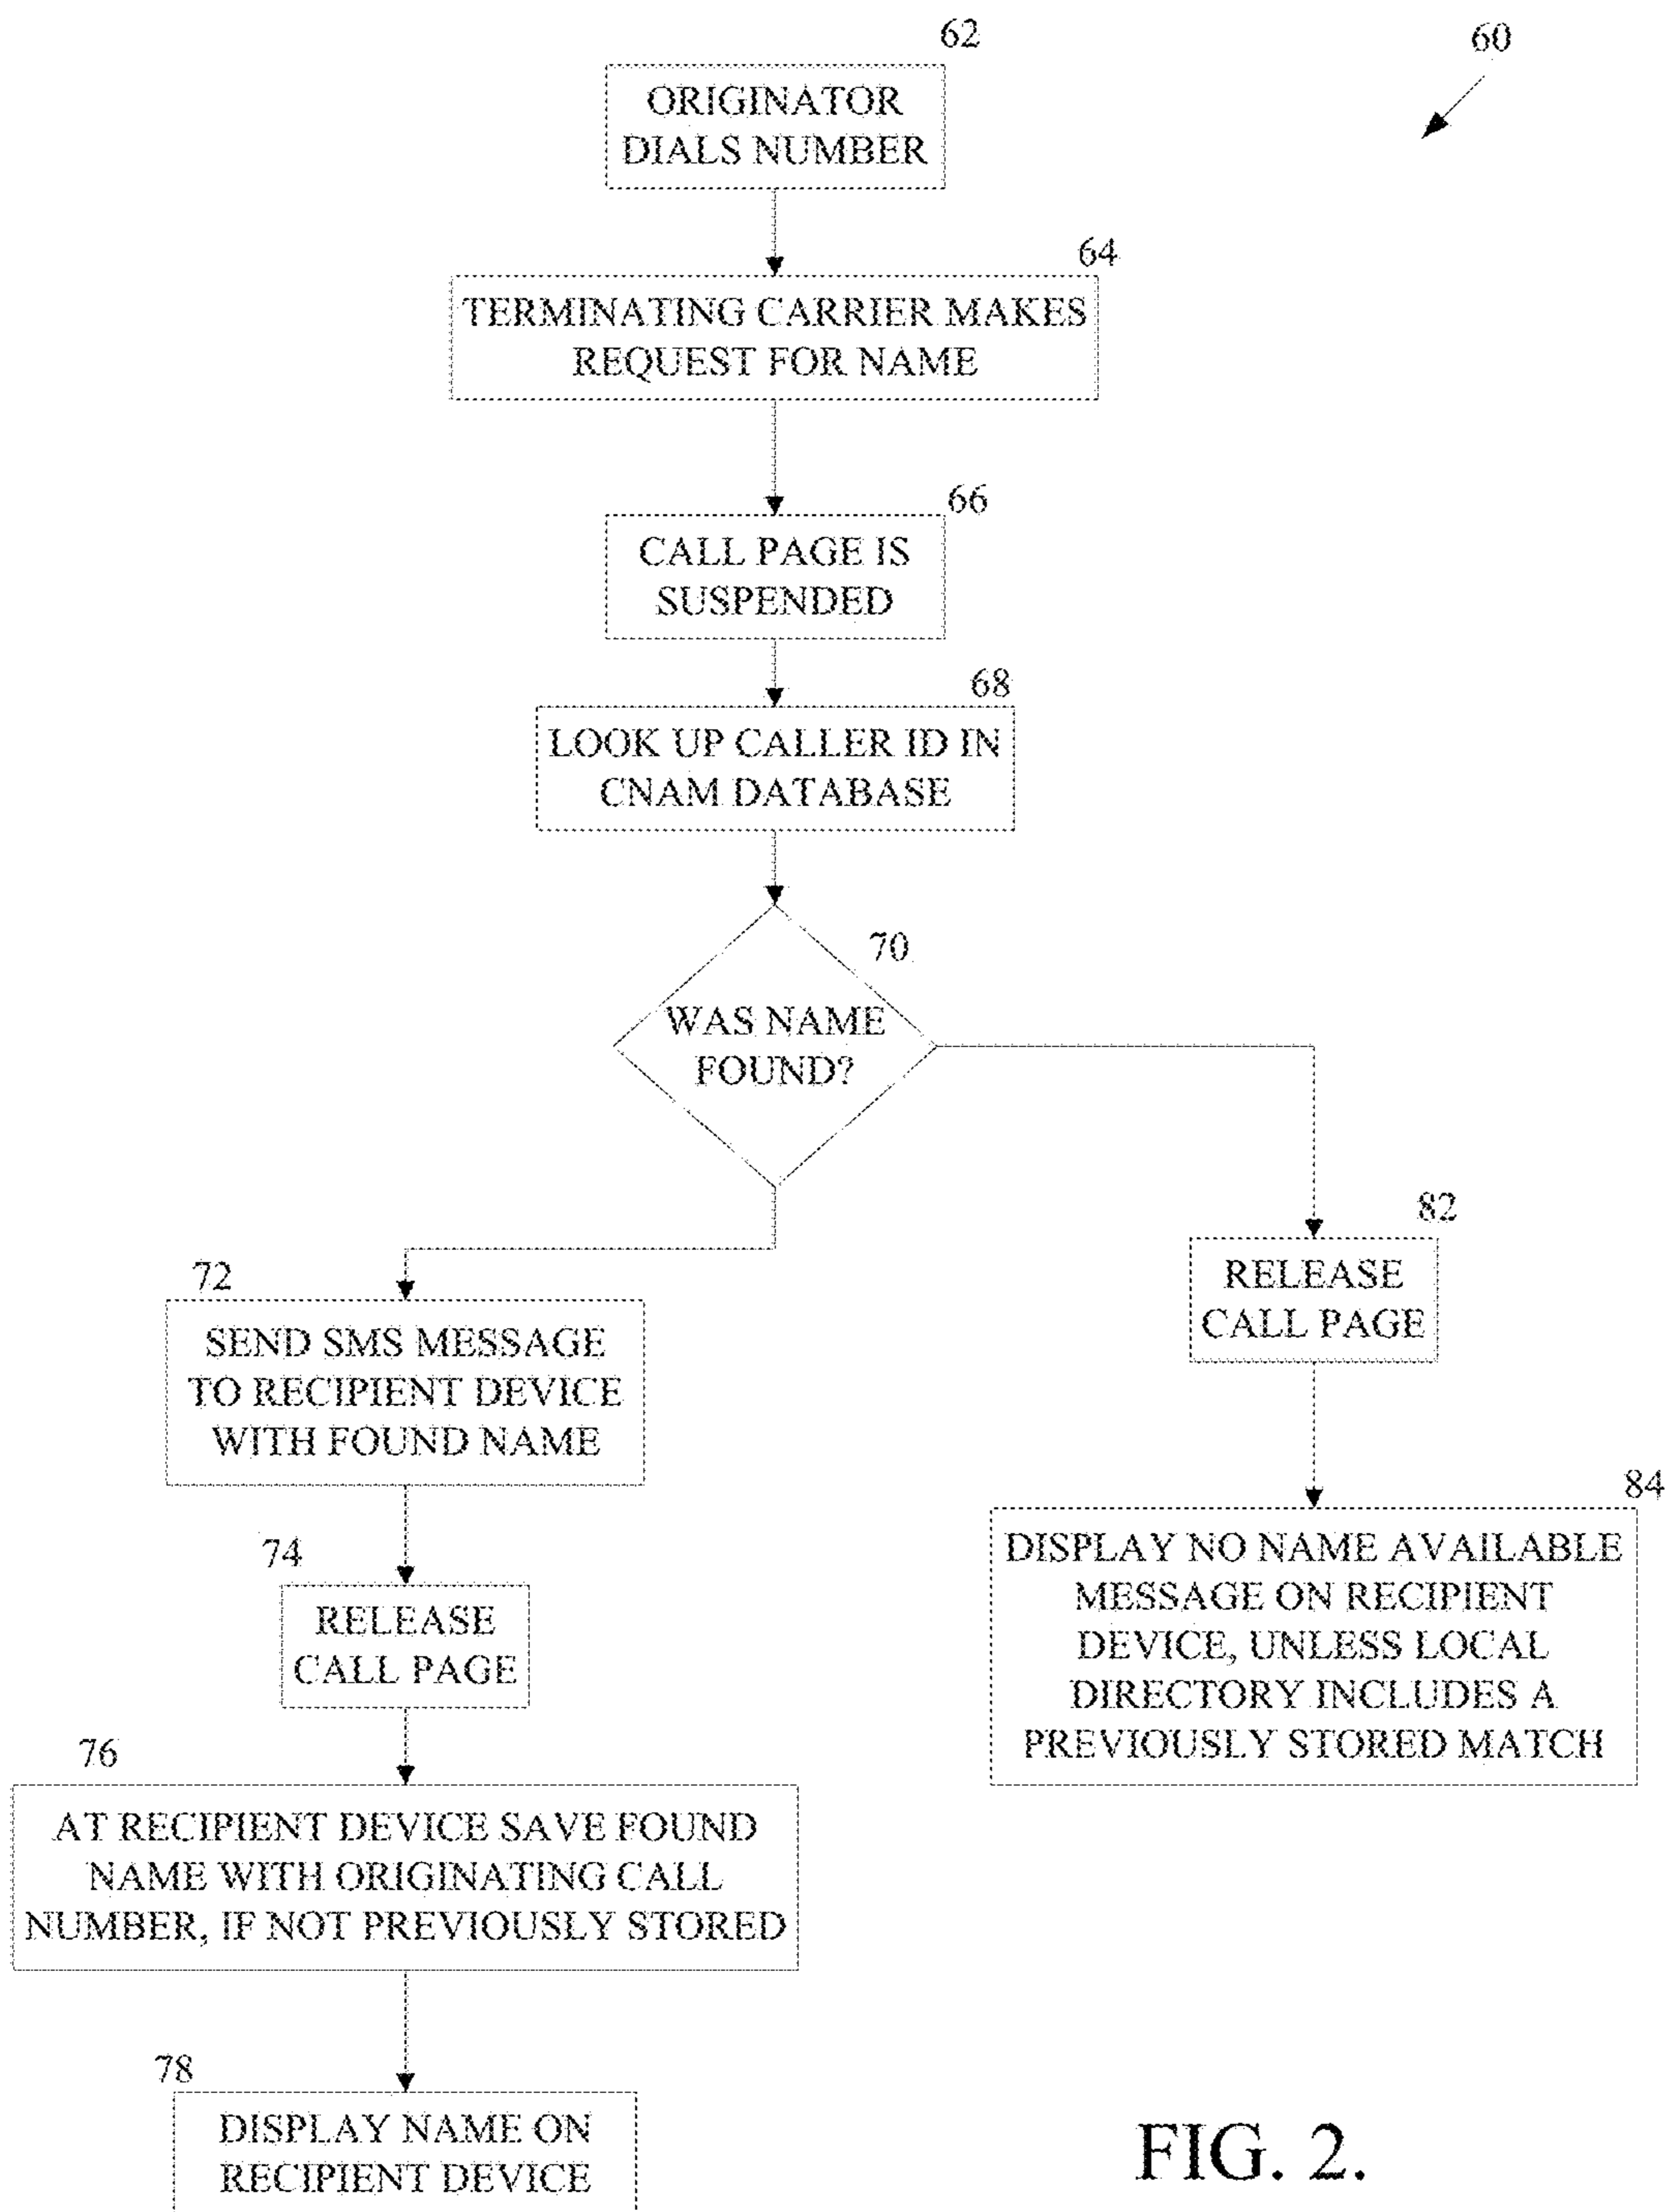 62
60
ORIGINATOR
DIALS NUMBER
64
TERMINATING CARRIER MAKES
REQUEST FOR NAME
66
CALL PAGE IS
SUSPENDED
68
LOOK UP CALLER ID IN
CNAM DATABASE
70
WAS NAME
FOUND?
72
SEND SMS MESSAGE
TO RECIPIENT DEVICE
WITH FOUND NAME
74
RELEASE
CALL PAGE
76
AT RECIPIENT DEVICE SAVE FOUND
NAME WITH ORIGINATING CALL
NUMBER, IF NOT PREVIOUSLY STORED
78
DISPLAY NAME ON
RECIPIENT DEVICE
82
RELEASE
CALL PAGE
84
DISPLAY NO NAME AVAILABLE
MESSAGE ON RECIPIENT
DEVICE, UNLESS LOCAL
DIRECTORY INCLUDES A
PREVIOUSLY STORED MATCH
FIG. 2.